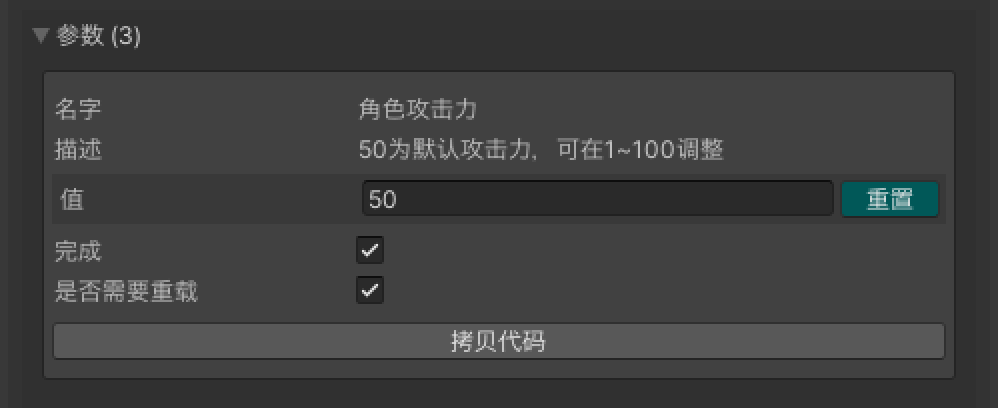 参数 (3)
名字 角色攻击力
描述 50为默认攻击力，可在1~100调整
值 50 重置
完成
是否需要重载
拷贝代码